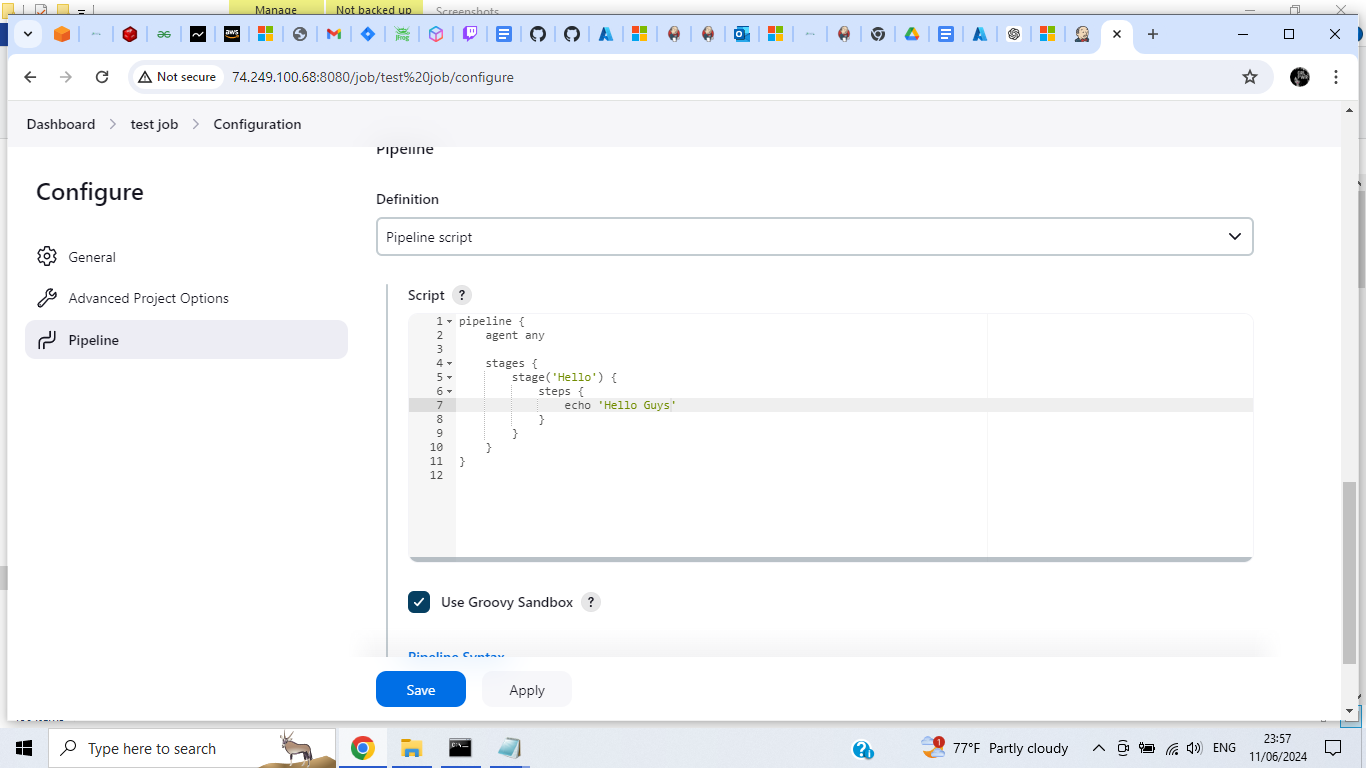 Manage
Not backed up
Screenshots
Not secure
74.249.100.68:8080/job/test%20job/configure
Dashboard
test job
Configuration
Pipeline
Configure
General
Advanced Project Options
Pipeline
Definition
Pipeline script
Script ?
1 pipeline {
2 agent any
3
4 stages {
5 stage('Hello') {
6 steps {
7 echo 'Hello Guys'
8 }
9 }
10 }
11 }
12
Use Groovy Sandbox ?
Pipeline Syntax
Save
Apply
Type here to search
1
77°F Partly cloudy
ENG
23:57
11/06/2024